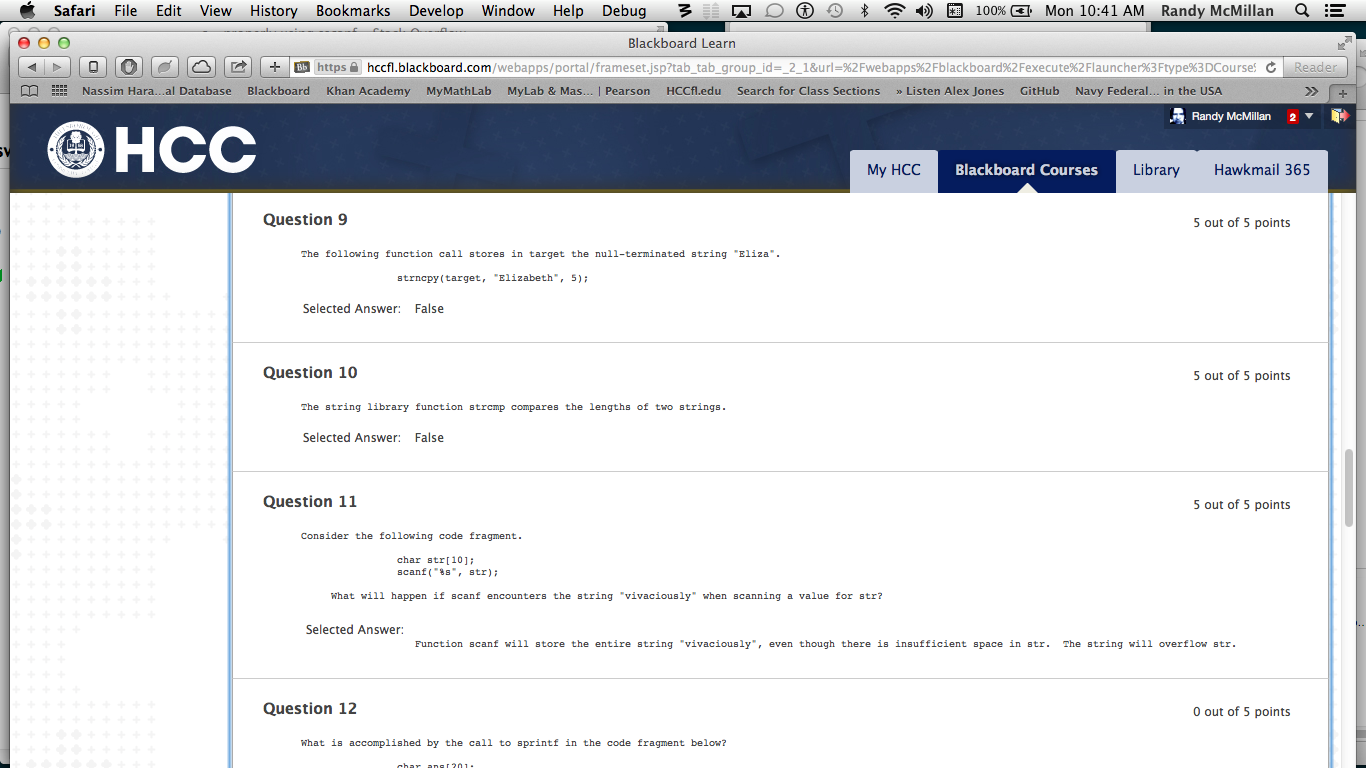 Safari File Edit View History Bookmarks Develop Window Help Debug 100% Mon 10:41 AM Randy McMillan
Blackboard Learn
https hccfl.blackboard.com/webapps/portal/frameset.jsp?tab_tab_group_id=_2_1&url=%2Fwebapps%2Fblackboard%2Fexecute%2Flauncher%3Ftype%3DCourse Reader
Nassim Hara...al Database Blackboard Khan Academy MyMathLab MyLab & Mas... | Pearson HCCfl.edu Search for Class Sections » Listen Alex Jones GitHub Navy Federal... in the USA
Randy McMillan 2
HCC
My HCC Blackboard Courses Library Hawkmail 365
Question 9
5 out of 5 points
The following function call stores in target the null-terminated string "Eliza".
strncpy(target, "Elizabeth", 5);
Selected Answer: False
Question 10
5 out of 5 points
The string library function strcmp compares the lengths of two strings.
Selected Answer: False
Question 11
5 out of 5 points
Consider the following code fragment.
char str[10];
scanf("%s", str);
What will happen if scanf encounters the string "vivaciously" when scanning a value for str?
Selected Answer:
Function scanf will store the entire string "vivaciously", even though there is insufficient space in str. The string will overflow str.
Question 12
0 out of 5 points
What is accomplished by the call to sprintf in the code fragment below?
char ans[20];